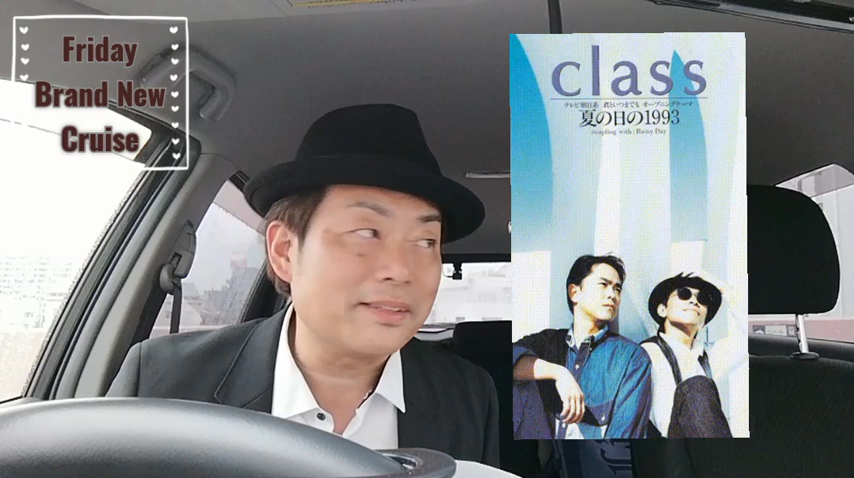 Friday
Brand New
Cruise
class
テレビ朝日系 君といつまでも オープニングテーマ
夏の日の1993
coupling with : Rainy Day